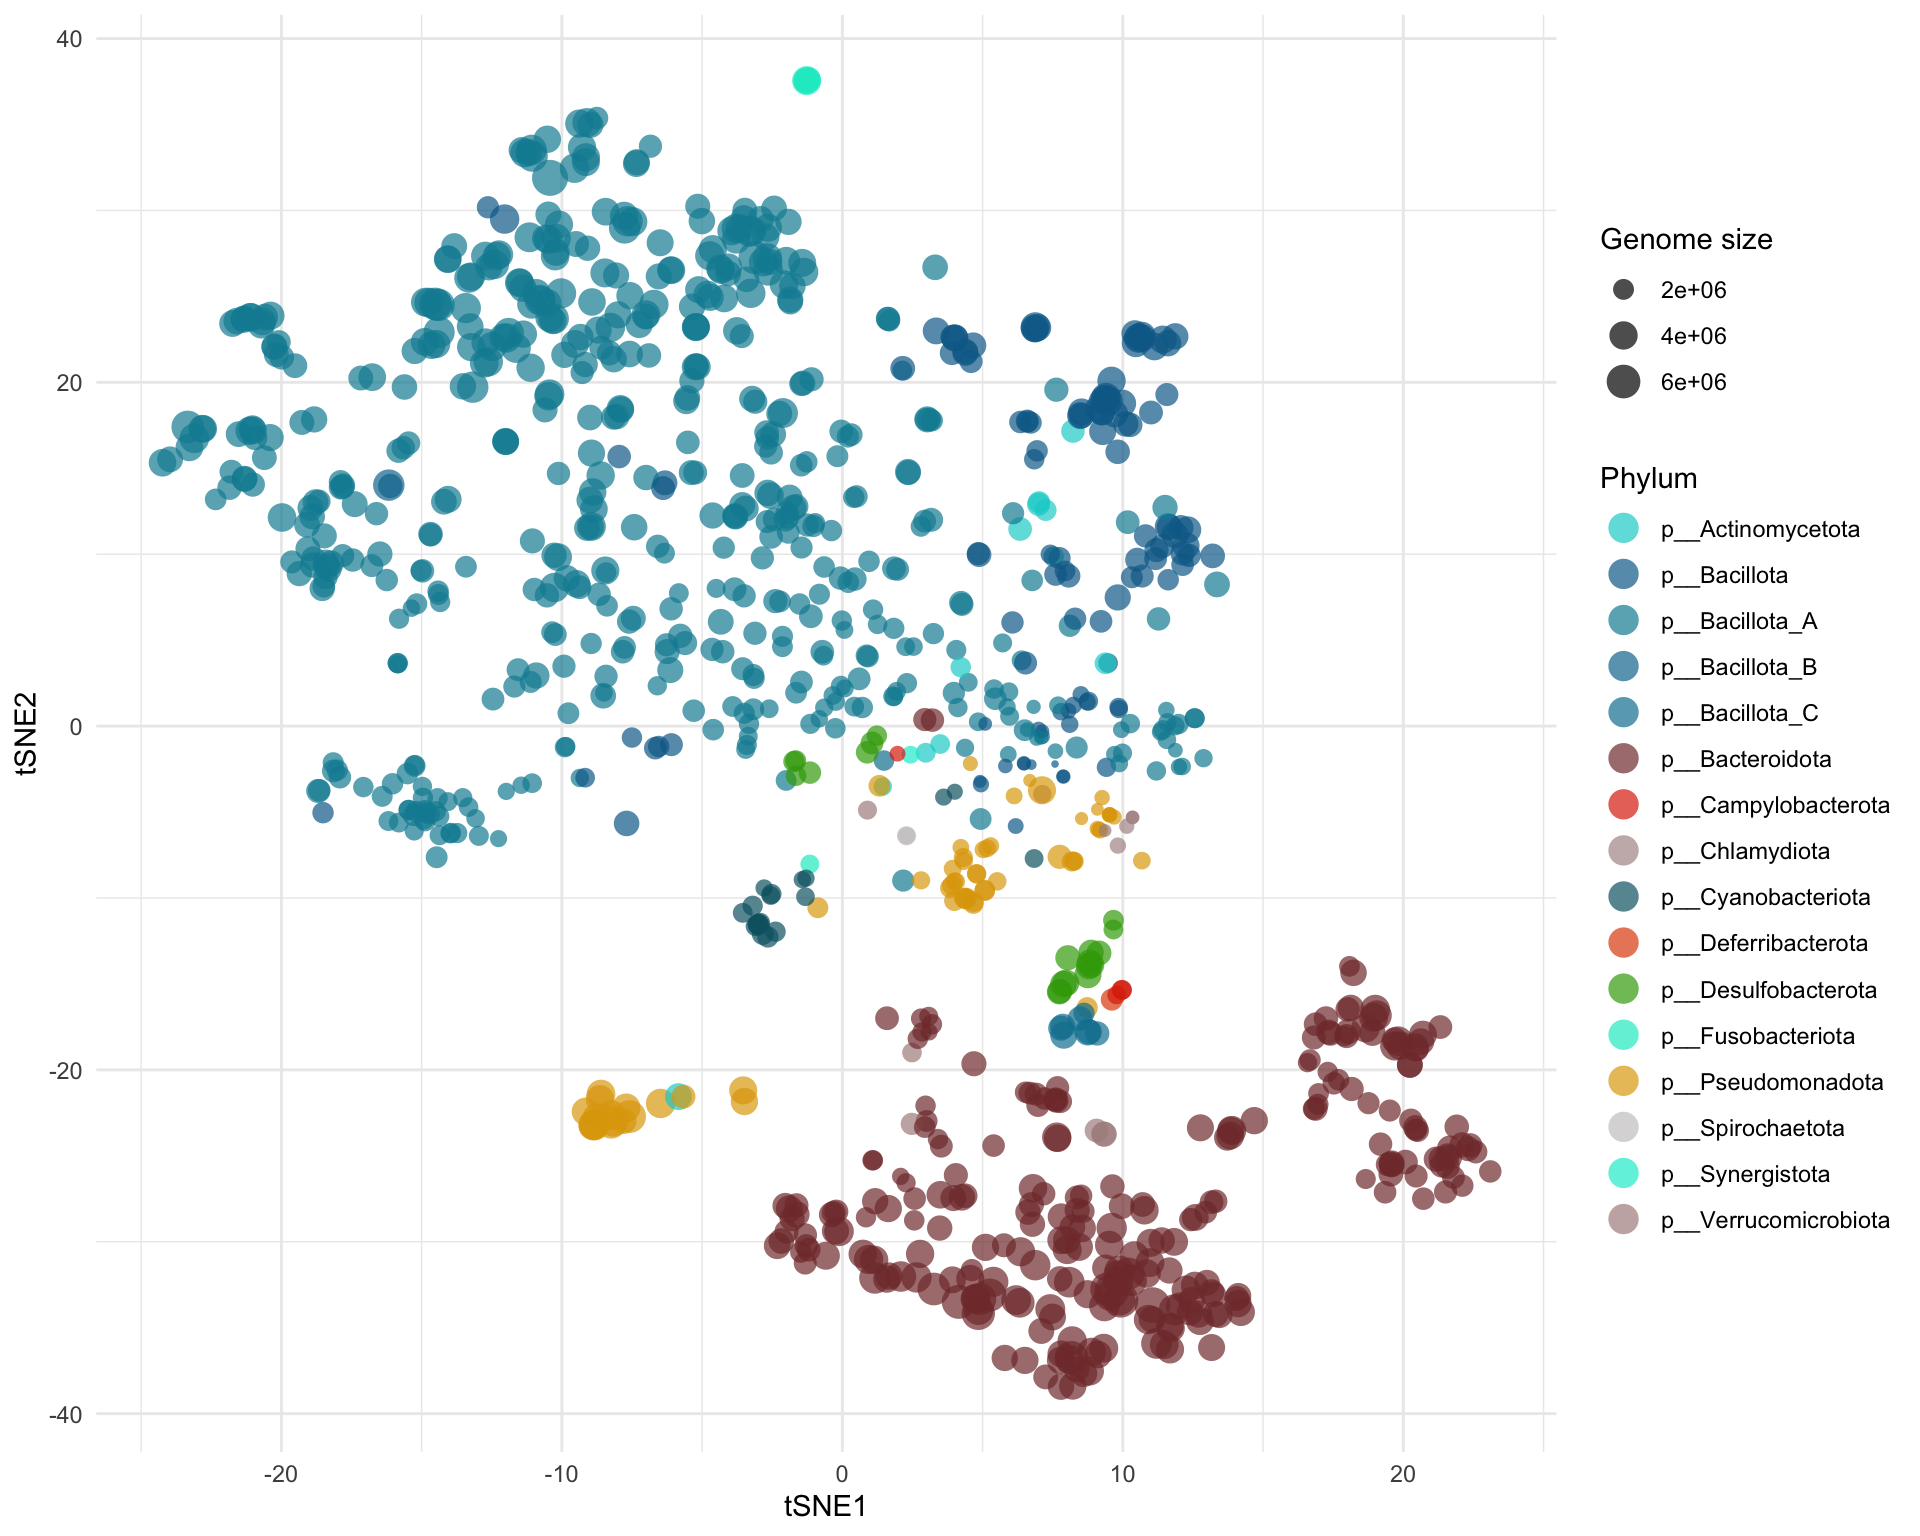 40
20
0
-20
-40
tSNE2
-20
-10
0
10
20
tSNE1
Genome size
2e+06
4e+06
6e+06
Phylum
p__Actinomycetota
p__Bacillota
p__Bacillota_A
p__Bacillota_B
p__Bacillota_C
p__Bacteroidota
p__Campylobacterota
p__Chlamydiota
p__Cyanobacteriota
p__Deferribacterota
p__Desulfobacterota
p__Fusobacteriota
p__Pseudomonadota
p__Spirochaetota
p__Synergistota
p__Verrucomicrobiota